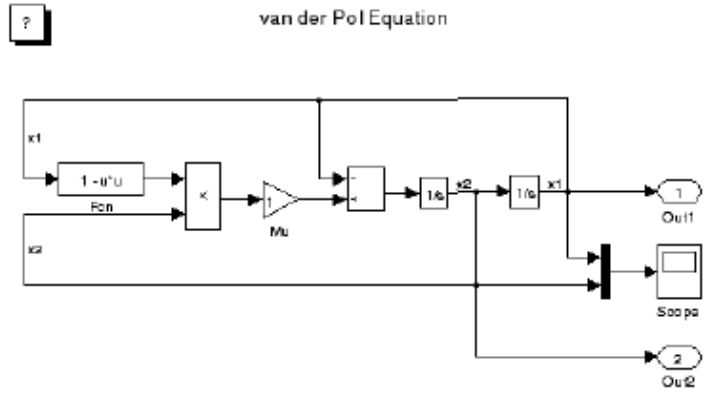 ?
van der Pol Equation
x1
1 - u*u
Fcn
x
1
Mu
x2
-
+
1/s
x2
1/s
x1
1
Out1
Scope
2
Out2